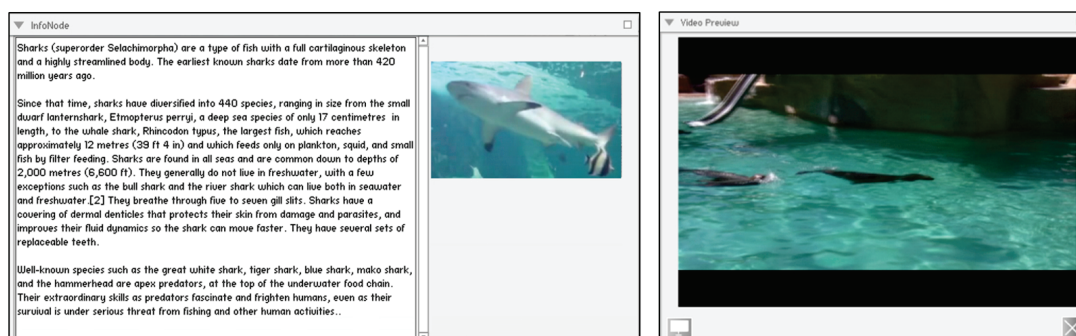 InfoNode
Sharks (superorder Selachimorpha) are a type of fish with a full cartilaginous skeleton
and a highly streamlined body. The earliest known sharks date from more than 420
million years ago.
Since that time, sharks have diversified into 440 species, ranging in size from the small
dwarf lanternshark, Etmopterus perryi, a deep sea species of only 17 centimetres in
length, to the whale shark, Rhincodon typus, the largest fish, which reaches
approximately 12 metres (39 ft 4 in) and which feeds only on plankton, squid, and small
fish by filter feeding. Sharks are found in all seas and are common down to depths of
2,000 metres (6,600 ft). They generally do not live in freshwater, with a few
exceptions such as the bull shark and the river shark which can live both in seawater
and freshwater.[2] They breathe through five to seven gill slits. Sharks have a
covering of dermal denticles that protects their skin from damage and parasites, and
improves their fluid dynamics so the shark can move faster. They have several sets of
replaceable teeth.
Well-known species such as the great white shark, tiger shark, blue shark, mako shark,
and the hammerhead are apex predators, at the top of the underwater food chain.
Their extraordinary skills as predators fascinate and frighten humans, even as their
survival is under serious threat from fishing and other human activities..
Video Preview